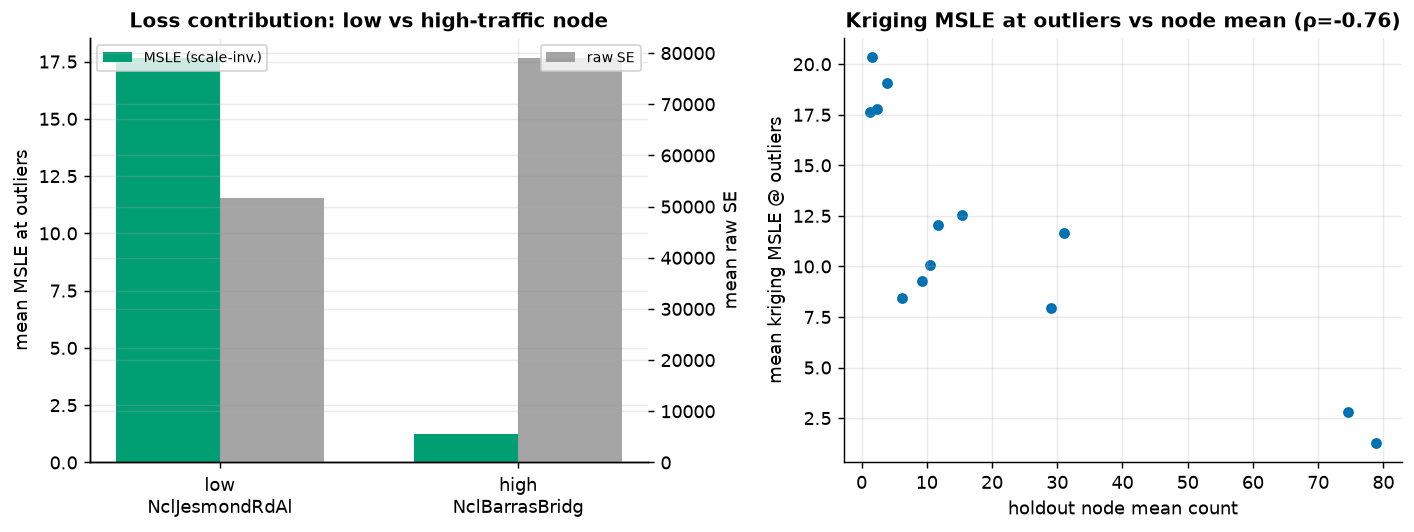 Loss contribution: low vs high-traffic node
MSLE (scale-inv.)
raw SE
mean MSLE at outliers
17.5
15.0
12.5
10.0
7.5
5.0
2.5
0.0
80000
70000
60000
50000
40000
30000
20000
10000
0
mean raw SE
low
NclJesmondRdAl
high
NclBarrasBridg
Kriging MSLE at outliers vs node mean (ρ=-0.76)
mean kriging MSLE @ outliers
20.0
17.5
15.0
12.5
10.0
7.5
5.0
2.5
0 10 20 30 40 50 60 70 80
holdout node mean count